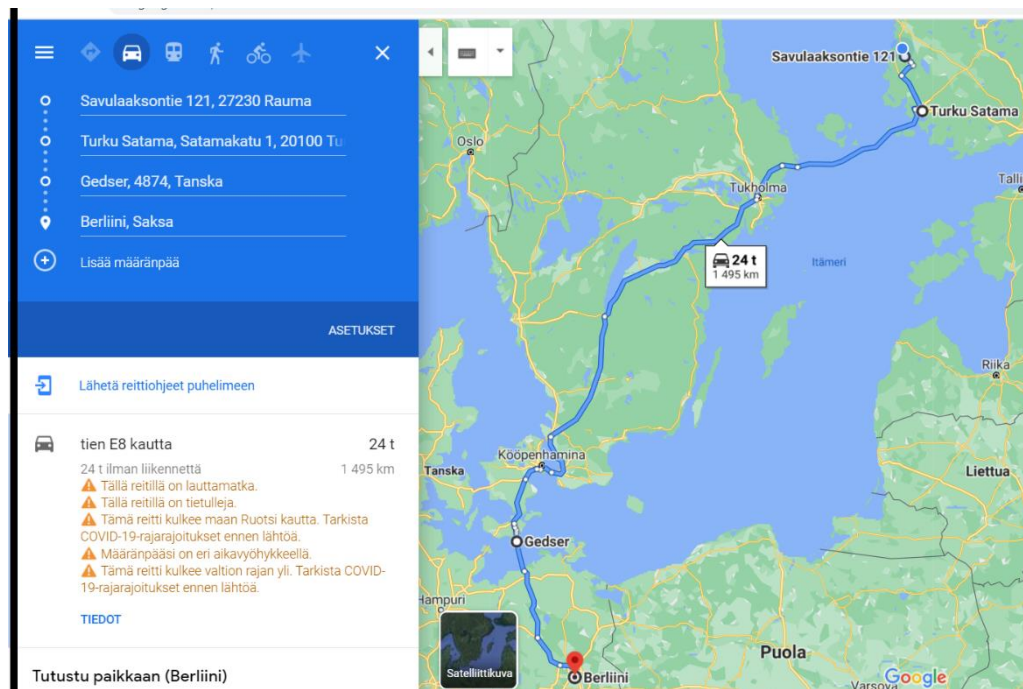 Savulaaksontie 121, 27230 Rauma
Turku Satama, Satamakatu 1, 20100 Tu
Gedser, 4874, Tanska
Berliini, Saksa
Lisää määränpää
ASETUKSET
Lähetä reittiohjeet puhelimeen
tien E8 kautta 24 t
24 t ilman liikennettä 1 495 km
Tällä reitillä on lauttamatka.
Tällä reitillä on tietulleja.
Tämä reitti kulkee maan Ruotsi kautta. Tarkista
COVID-19-rajarajoitukset ennen lähtöä.
Määränpääsi on eri aikavyöhykkeellä.
Tämä reitti kulkee valtion rajan yli. Tarkista COVID-
19-rajarajoitukset ennen lähtöä.
TIEDOT
Tutustu paikkaan (Berliini)
Savulaaksontie 121
Turku Satama
Oslo
Talli
Tukholma
24 t
1 495 km
Itämeri
Riika
Kööpenhamina
Tanska
Liettua
Gedser
Hampuri
Satelliittikuva
Berliini
Puola
Varsova
Google